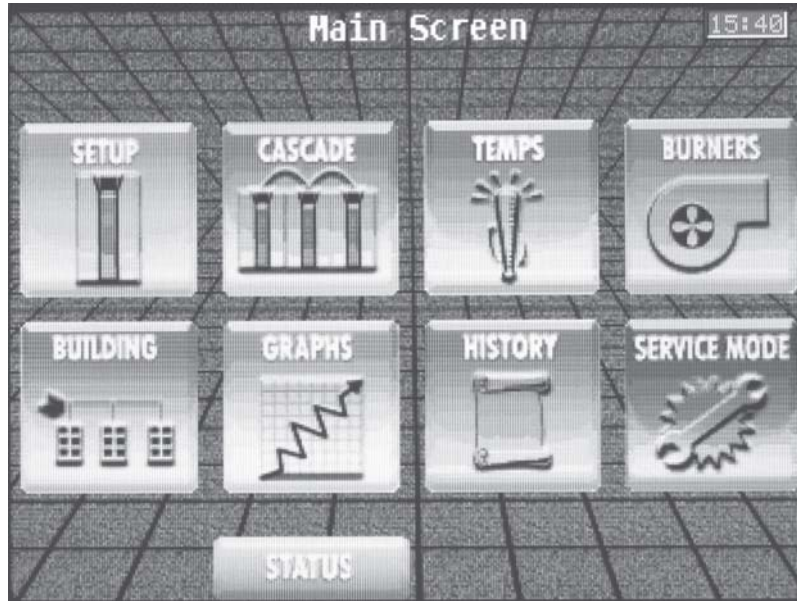 Main Screen 15:40
SETUP CASCADE TEMPS BURNERS
BUILDING GRAPHS HISTORY SERVICE MODE
STATUS